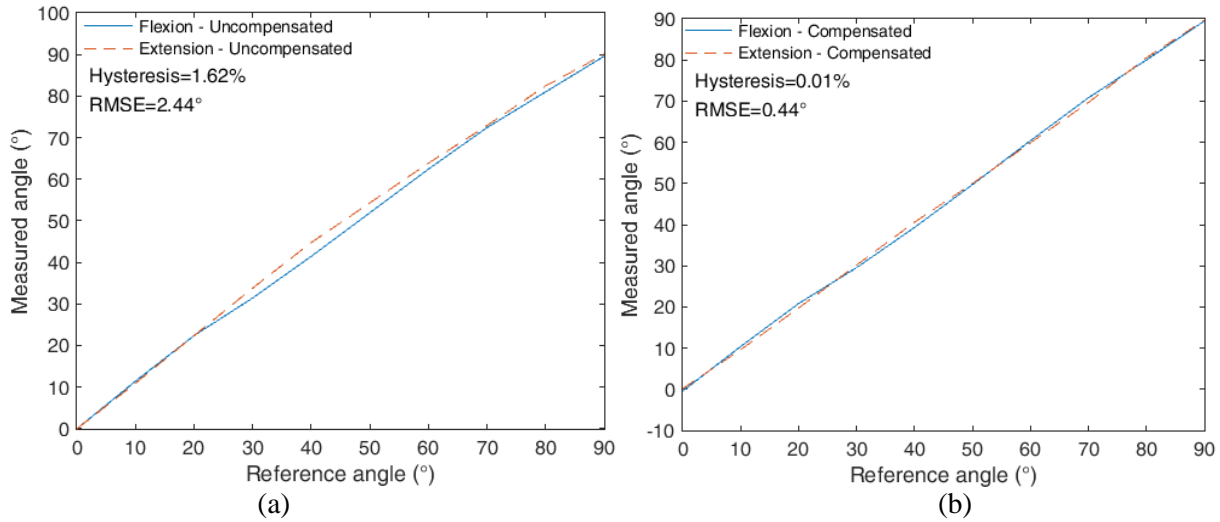 Flexion - Uncompensated
Extension - Uncompensated
Hysteresis=1.62%
RMSE=2.44°
100
90
80
70
60
50
40
30
20
10
0
Measured angle (°)
0 10 20 30 40 50 60 70 80 90
Reference angle (°)
(a)
Flexion - Compensated
Extension - Compensated
Hysteresis=0.01%
RMSE=0.44°
90
80
70
60
50
40
30
20
10
0
-10
Measured angle (°)
0 10 20 30 40 50 60 70 80 90
Reference angle (°)
(b)